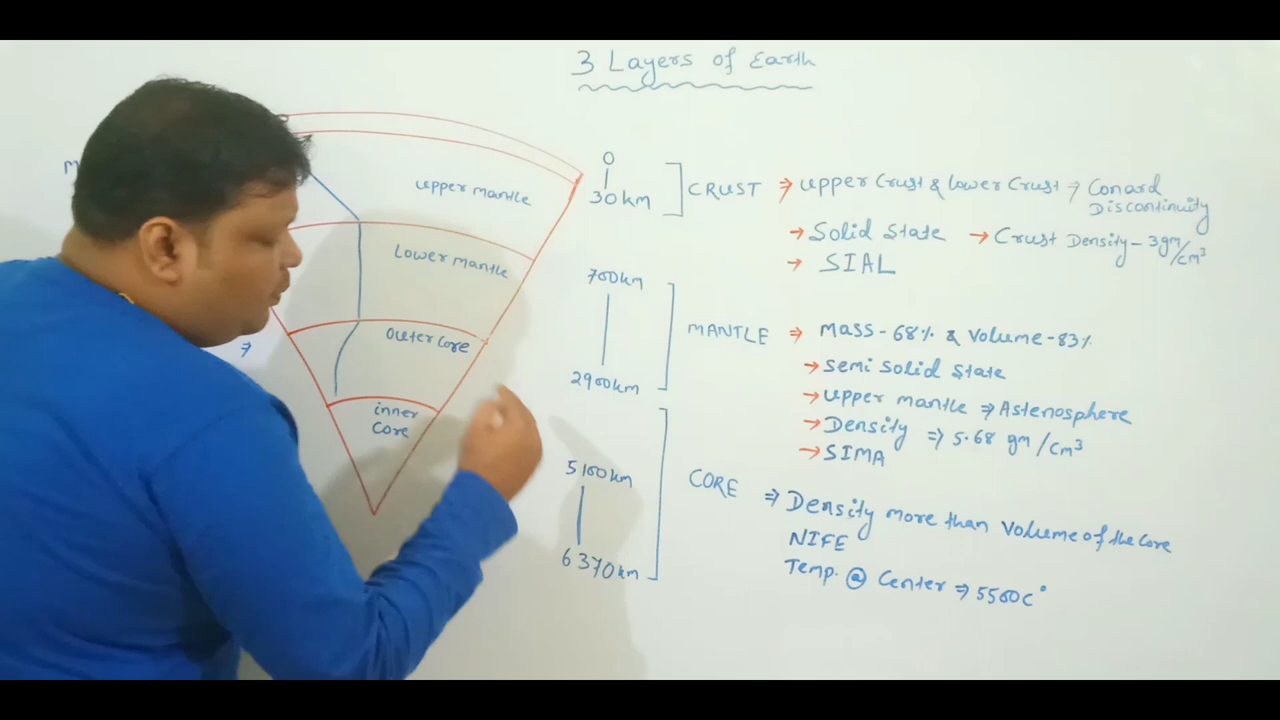 3 Layers of Earth
upper mantle
Lower mantle
outer core
inner
core
0
30km
700km
2900km
5100km
6370km
CRUST ⇒ upper Crust & lower Crust ⇒ Conard
Discontinuity
→ Solid State → Crust Density - 3gm/cm³
→ SIAL
MANTLE ⇒ mass - 68% & Volume - 83%
→ semi solid state
→ upper mantle ⇒ Astenosphere
→ Density ⇒ 5.68 gm/cm³
→ SIMA
CORE ⇒ Density more than Volume of the core
NIFE
Temp. @ Center ⇒ 5500C°